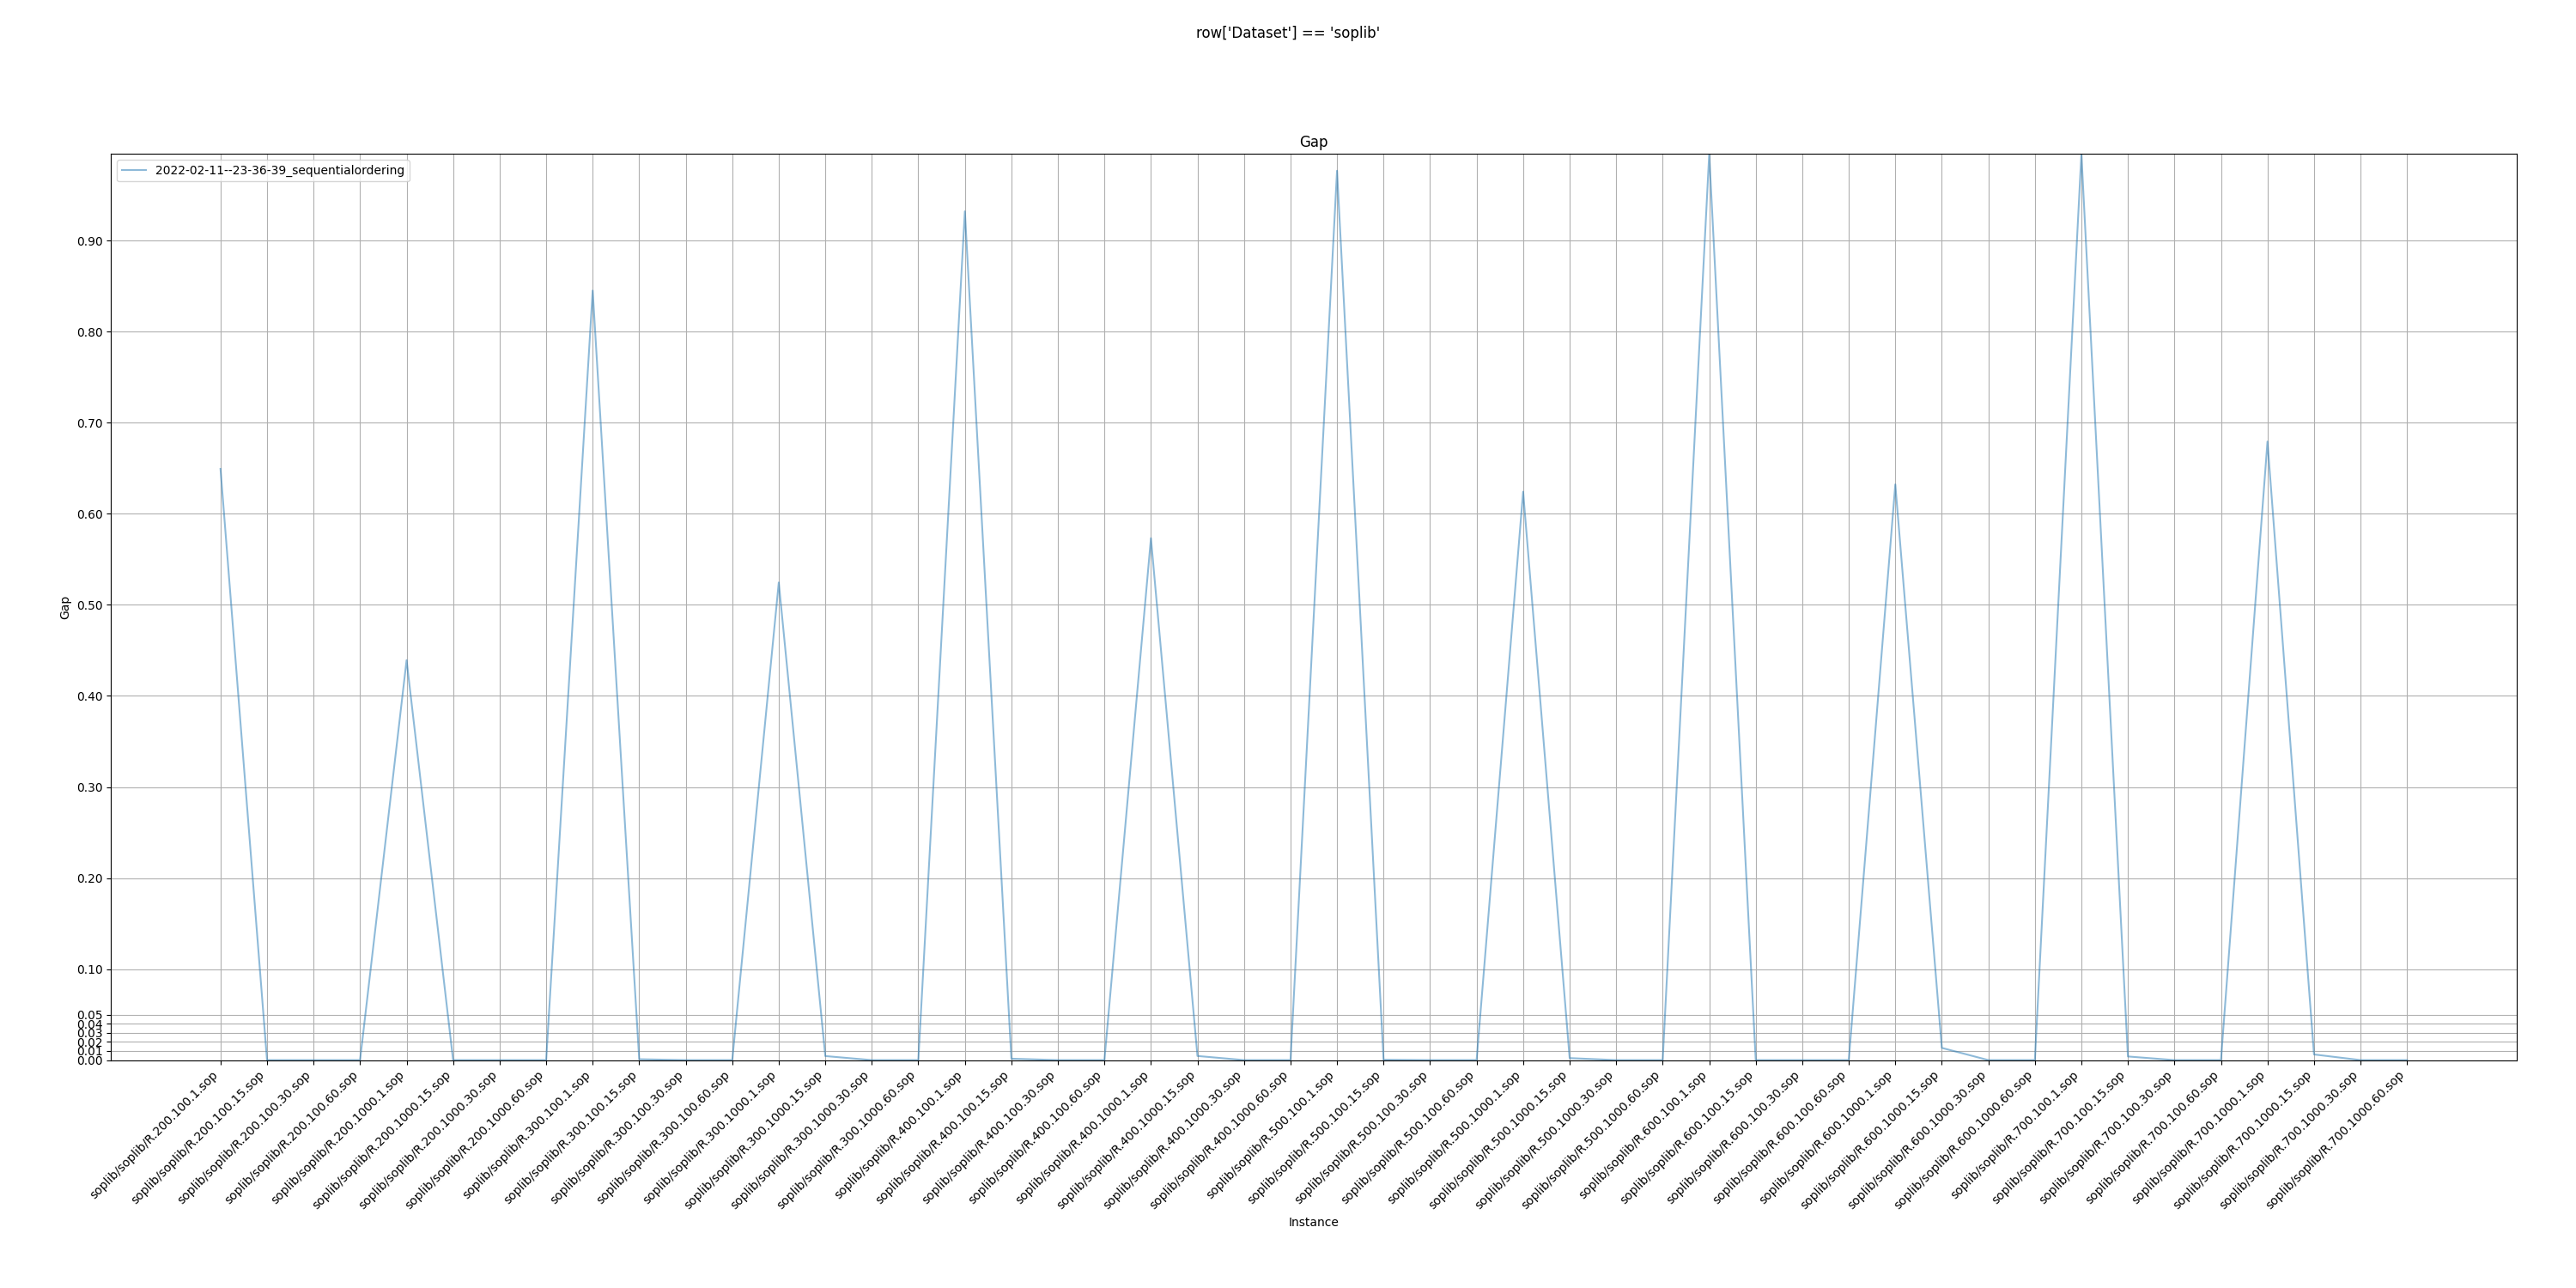 row['Dataset'] == 'soplib'
Gap
2022-02-11--23-36-39_sequentialordering
Gap
0.90
0.80
0.70
0.60
0.50
0.40
0.30
0.20
0.10
0.05
0.04
0.03
0.02
0.01
0.00
soplib/soplib/R.200.100.1.sop
soplib/soplib/R.200.100.15.sop
soplib/soplib/R.200.100.30.sop
soplib/soplib/R.200.100.60.sop
soplib/soplib/R.200.1000.1.sop
soplib/soplib/R.200.1000.15.sop
soplib/soplib/R.200.1000.30.sop
soplib/soplib/R.200.1000.60.sop
soplib/soplib/R.300.100.1.sop
soplib/soplib/R.300.100.15.sop
soplib/soplib/R.300.100.30.sop
soplib/soplib/R.300.100.60.sop
soplib/soplib/R.300.1000.1.sop
soplib/soplib/R.300.1000.15.sop
soplib/soplib/R.300.1000.30.sop
soplib/soplib/R.300.1000.60.sop
soplib/soplib/R.400.100.1.sop
soplib/soplib/R.400.100.15.sop
soplib/soplib/R.400.100.30.sop
soplib/soplib/R.400.100.60.sop
soplib/soplib/R.400.1000.1.sop
soplib/soplib/R.400.1000.15.sop
soplib/soplib/R.400.1000.30.sop
soplib/soplib/R.400.1000.60.sop
soplib/soplib/R.500.100.1.sop
soplib/soplib/R.500.100.15.sop
soplib/soplib/R.500.100.30.sop
soplib/soplib/R.500.100.60.sop
soplib/soplib/R.500.1000.1.sop
soplib/soplib/R.500.1000.15.sop
soplib/soplib/R.500.1000.30.sop
soplib/soplib/R.500.1000.60.sop
soplib/soplib/R.600.100.1.sop
soplib/soplib/R.600.100.15.sop
soplib/soplib/R.600.100.30.sop
soplib/soplib/R.600.100.60.sop
soplib/soplib/R.600.1000.1.sop
soplib/soplib/R.600.1000.15.sop
soplib/soplib/R.600.1000.30.sop
soplib/soplib/R.600.1000.60.sop
soplib/soplib/R.700.100.1.sop
soplib/soplib/R.700.100.15.sop
soplib/soplib/R.700.100.30.sop
soplib/soplib/R.700.100.60.sop
soplib/soplib/R.700.1000.1.sop
soplib/soplib/R.700.1000.15.sop
soplib/soplib/R.700.1000.30.sop
soplib/soplib/R.700.1000.60.sop
Instance